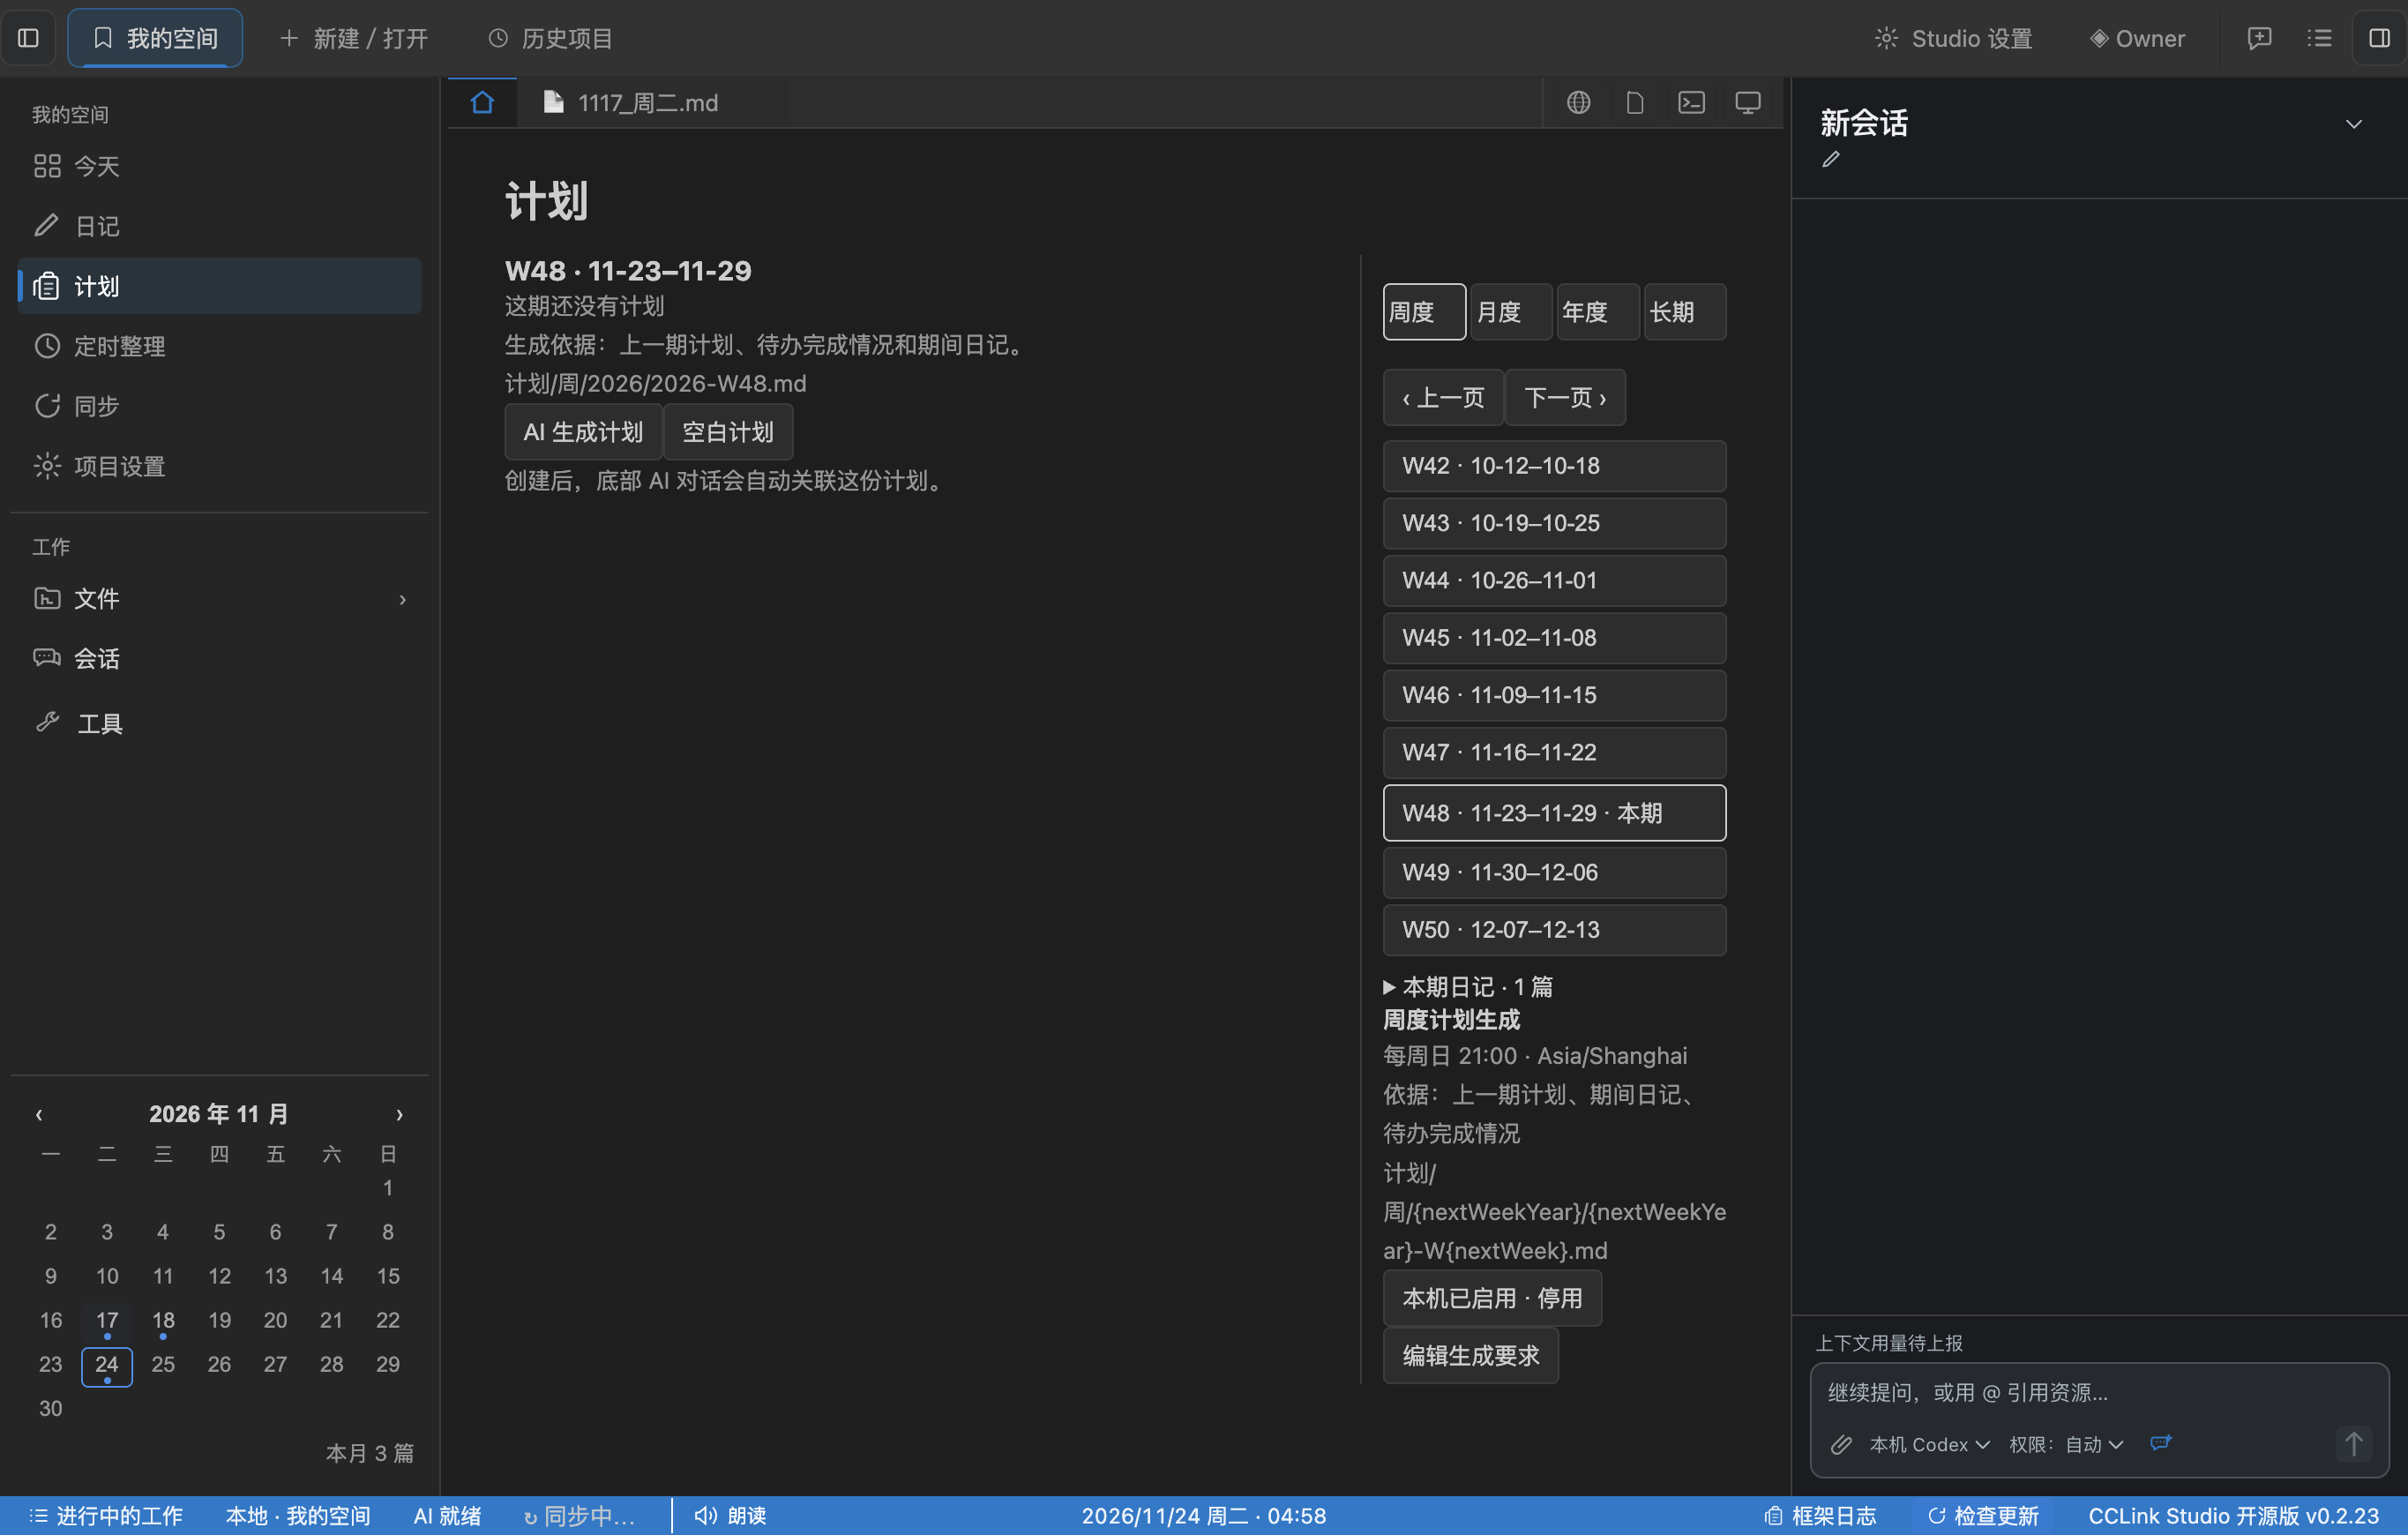 我的空间
新建 / 打开
历史项目
Studio 设置
Owner
我的空间
今天
日记
计划
定时整理
同步
项目设置
工作
文件 ›
会话
工具
‹ 2026 年 11 月 ›
一 二 三 四 五 六 日
1
2 3 4 5 6 7 8
9 10 11 12 13 14 15
16 17 18 19 20 21 22
23 24 25 26 27 28 29
30
本月 3 篇
1117_周二.md
计划
W48 · 11-23–11-29
这期还没有计划
生成依据：上一期计划、待办完成情况和期间日记。
计划/周/2026/2026-W48.md
AI 生成计划 空白计划
创建后，底部 AI 对话会自动关联这份计划。
周度 月度 年度 长期
‹ 上一页 下一页 ›
W42 · 10-12–10-18
W43 · 10-19–10-25
W44 · 10-26–11-01
W45 · 11-02–11-08
W46 · 11-09–11-15
W47 · 11-16–11-22
W48 · 11-23–11-29 · 本期
W49 · 11-30–12-06
W50 · 12-07–12-13
▶ 本期日记 · 1 篇
周度计划生成
每周日 21:00 · Asia/Shanghai
依据：上一期计划、期间日记、
待办完成情况
计划/
周/{nextWeekYear}/{nextWeekYe
ar}-W{nextWeek}.md
本机已启用 · 停用
编辑生成要求
新会话
上下文用量待上报
继续提问，或用 @ 引用资源...
本机 Codex 权限：自动
进行中的工作 本地 · 我的空间 AI 就绪 同步中... 朗读 2026/11/24 周二 · 04:58 框架日志 检查更新 CCLink Studio 开源版 v0.2.23